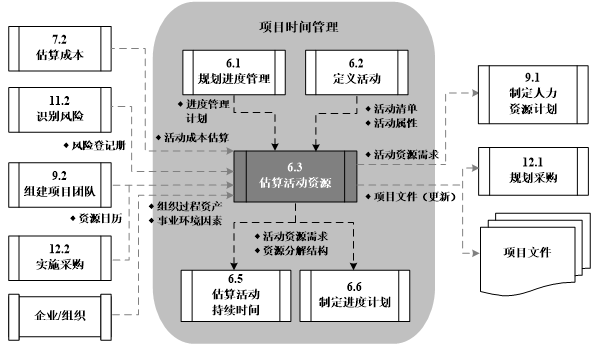 项目时间管理
7.2
估算成本
6.1
规划进度管理
6.2
定义活动
9.1
制定人力
资源计划
11.2
识别风险
进度管理
计划
活动清单
活动属性
活动成本估算
风险登记册
活动资源需求
9.2
组建项目团队
6.3
估算活动资源
12.1
规划采购
资源日历
组织过程资产
事业环境因素
项目文件（更新）
12.2
实施采购
活动资源需求
资源分解结构
项目文件
6.5
估算活动
持续时间
6.6
制定进度计划
企业/组织